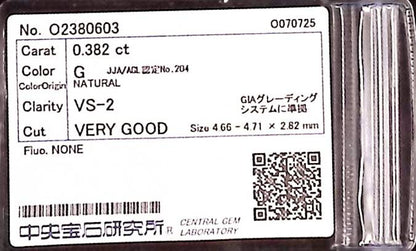 No. O2380603 O070725
Carat 0.382 ct
Color G JJA/AGL認定No.204
ColorOrigin NATURAL
Clarity VS-2 GIAグレーディング
システムに準拠
Cut VERY GOOD Size 4.66 - 4.71 × 2.82 mm
Fluo. NONE
中央宝石研究所® CENTRAL GEM
LABORATORY